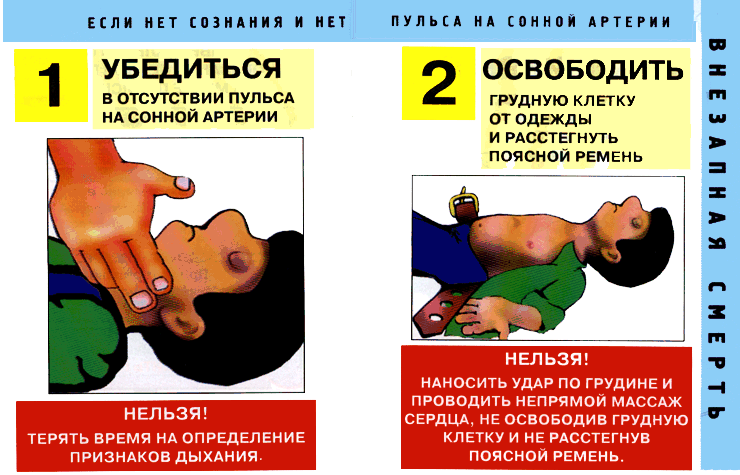 ЕСЛИ НЕТ СОЗНАНИЯ И НЕТ ПУЛЬСА НА СОННОЙ АРТЕРИИ
1
УБЕДИТЬСЯ
В ОТСУТСТВИИ ПУЛЬСА
НА СОННОЙ АРТЕРИИ
НЕЛЬЗЯ!
ТЕРЯТЬ ВРЕМЯ НА ОПРЕДЕЛЕНИЕ
ПРИЗНАКОВ ДЫХАНИЯ.
2
ОСВОБОДИТЬ
ГРУДНУЮ КЛЕТКУ
ОТ ОДЕЖДЫ
И РАССТЕГНУТЬ
ПОЯСНОЙ РЕМЕНЬ
НЕЛЬЗЯ!
НАНОСИТЬ УДАР ПО ГРУДИНЕ И
ПРОВОДИТЬ НЕПРЯМОЙ МАССАЖ
СЕРДЦА, НЕ ОСВОБОДИВ ГРУДНУЮ
КЛЕТКУ И НЕ РАССТЕГНУВ
ПОЯСНОЙ РЕМЕНЬ.
ВНЕЗАПНАЯ СМЕРТЬ